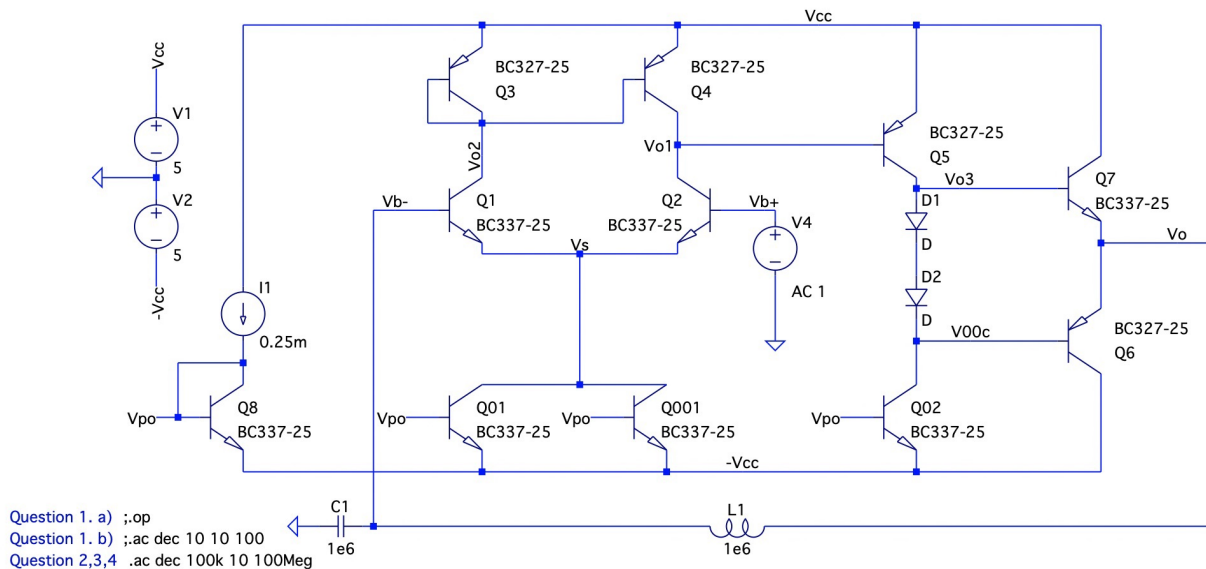 Vcc
Vcc
V1
5
V2
5
-Vcc
BC327-25
Q3
BC327-25
Q4
BC327-25
Q5
Vo2
Vo1
Vo3
Q7
BC337-25
Vb-
Q1
BC337-25
Q2
BC337-25
Vb+
V4
AC 1
D1
D
D2
D
Vs
Vo
I1
0.25m
V00c
BC327-25
Q6
Vpo
Q8
BC337-25
Vpo
Q01
BC337-25
Vpo
Q001
BC337-25
Vpo
Q02
BC337-25
-Vcc
C1
1e6
L1
1e6
Question 1. a) ;.op
Question 1. b) ;.ac dec 10 10 100
Question 2,3,4 .ac dec 100k 10 100Meg